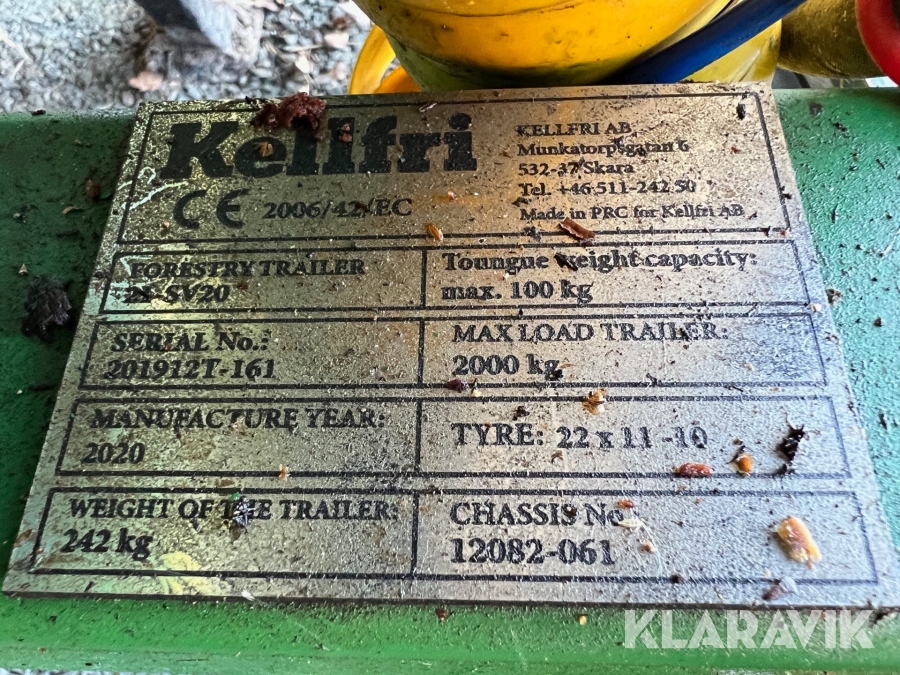 Kellfri
CE 2006/42/EC
KELLFRI AB
Munkatorpsgatan 6
532-37 Skara
Tel. +46 511-242 50
Made in PRC for Kellfri AB
FORESTRY TRAILER
21-SV20
Toungue weight capacity:
max. 100 kg
SERIAL No.:
201912T-161
MAX LOAD TRAILER:
2000 kg
MANUFACTURE YEAR:
2020
TYRE: 22 x 11 -10
WEIGHT OF THE TRAILER:
242 kg
CHASSIS No
12082-061
KLARAVIK